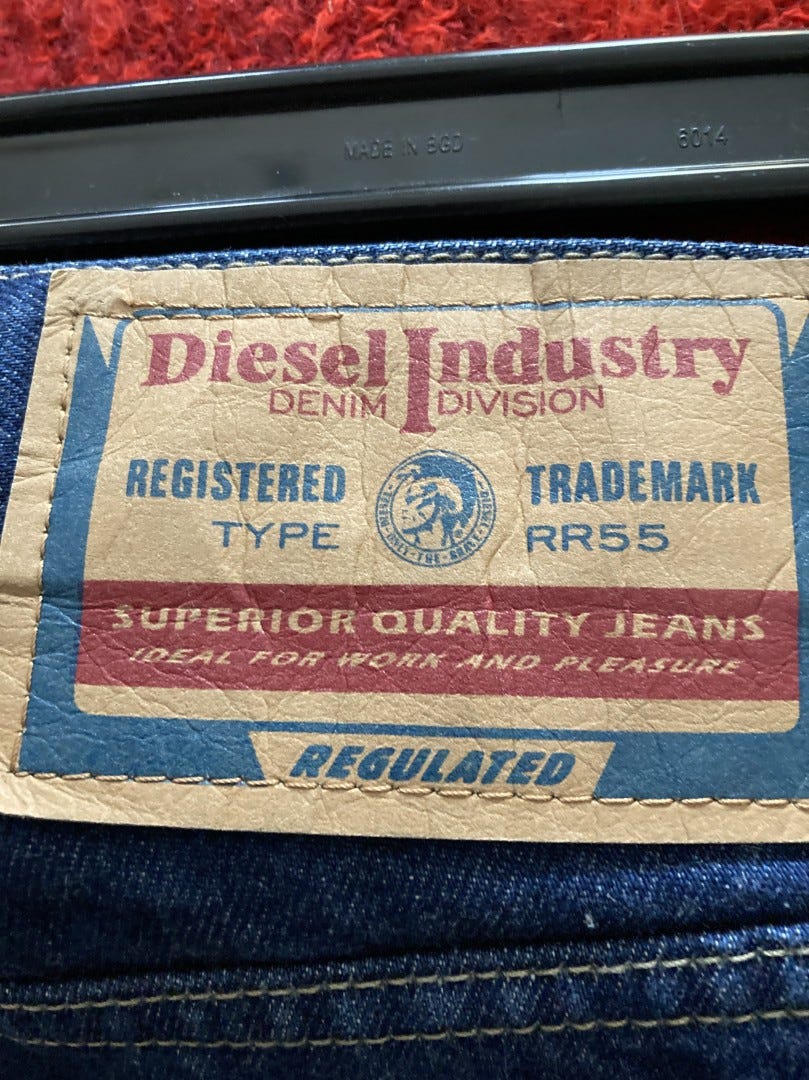 MADE IN BGD 6014
Diesel Industry
DENIM DIVISION
REGISTERED TRADEMARK
TYPE RR55
SUPERIOR QUALITY JEANS
IDEAL FOR WORK AND PLEASURE
REGULATED